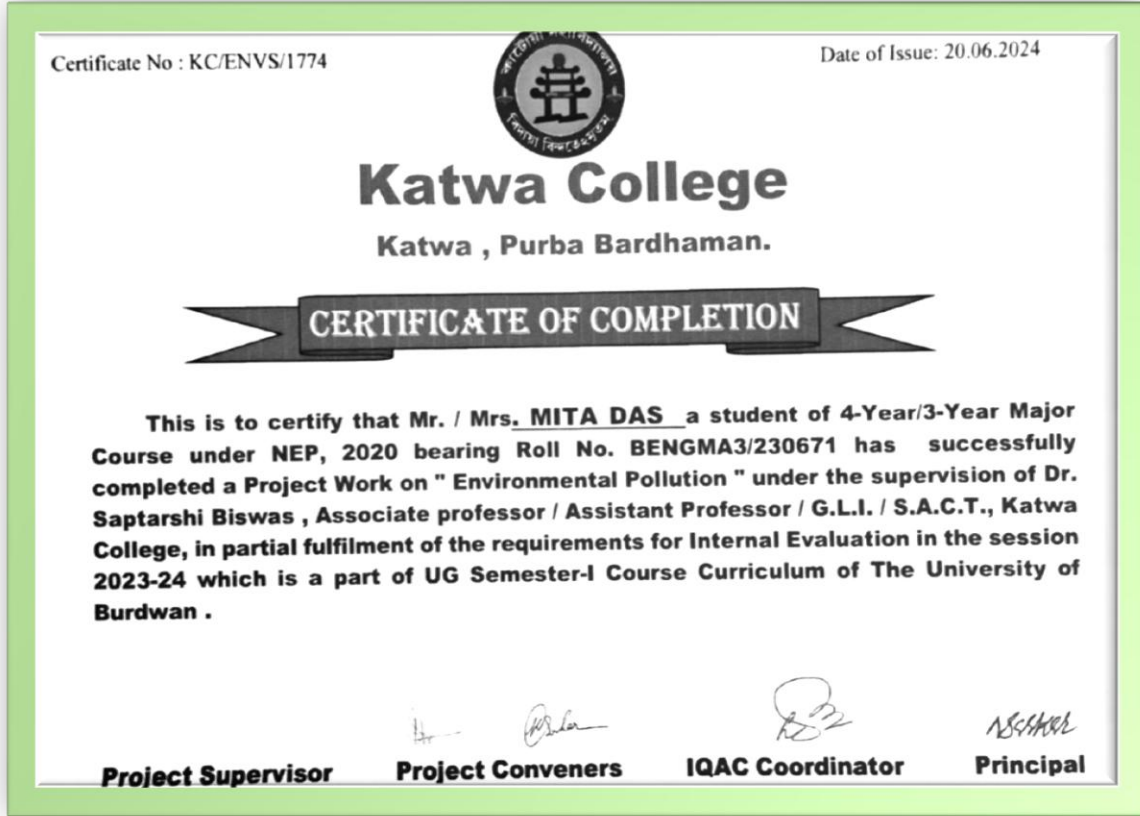 Certificate No : KC/ENVS/1774
Date of Issue: 20.06.2024
কাটোয়া মহাবিদ্যালয়
Katwa College
Katwa , Purba Bardhaman.
CERTIFICATE OF COMPLETION
This is to certify that Mr. / Mrs. MITA DAS a student of 4-Year/3-Year Major
Course under NEP, 2020 bearing Roll No. BENGMA3/230671 has successfully
completed a Project Work on " Environmental Pollution " under the supervision of Dr.
Saptarshi Biswas , Associate professor / Assistant Professor / G.L.I. / S.A.C.T., Katwa
College, in partial fulfilment of the requirements for Internal Evaluation in the session
2023-24 which is a part of UG Semester-I Course Curriculum of The University of
Burdwan .
Project Supervisor
Project Conveners
IQAC Coordinator
Principal